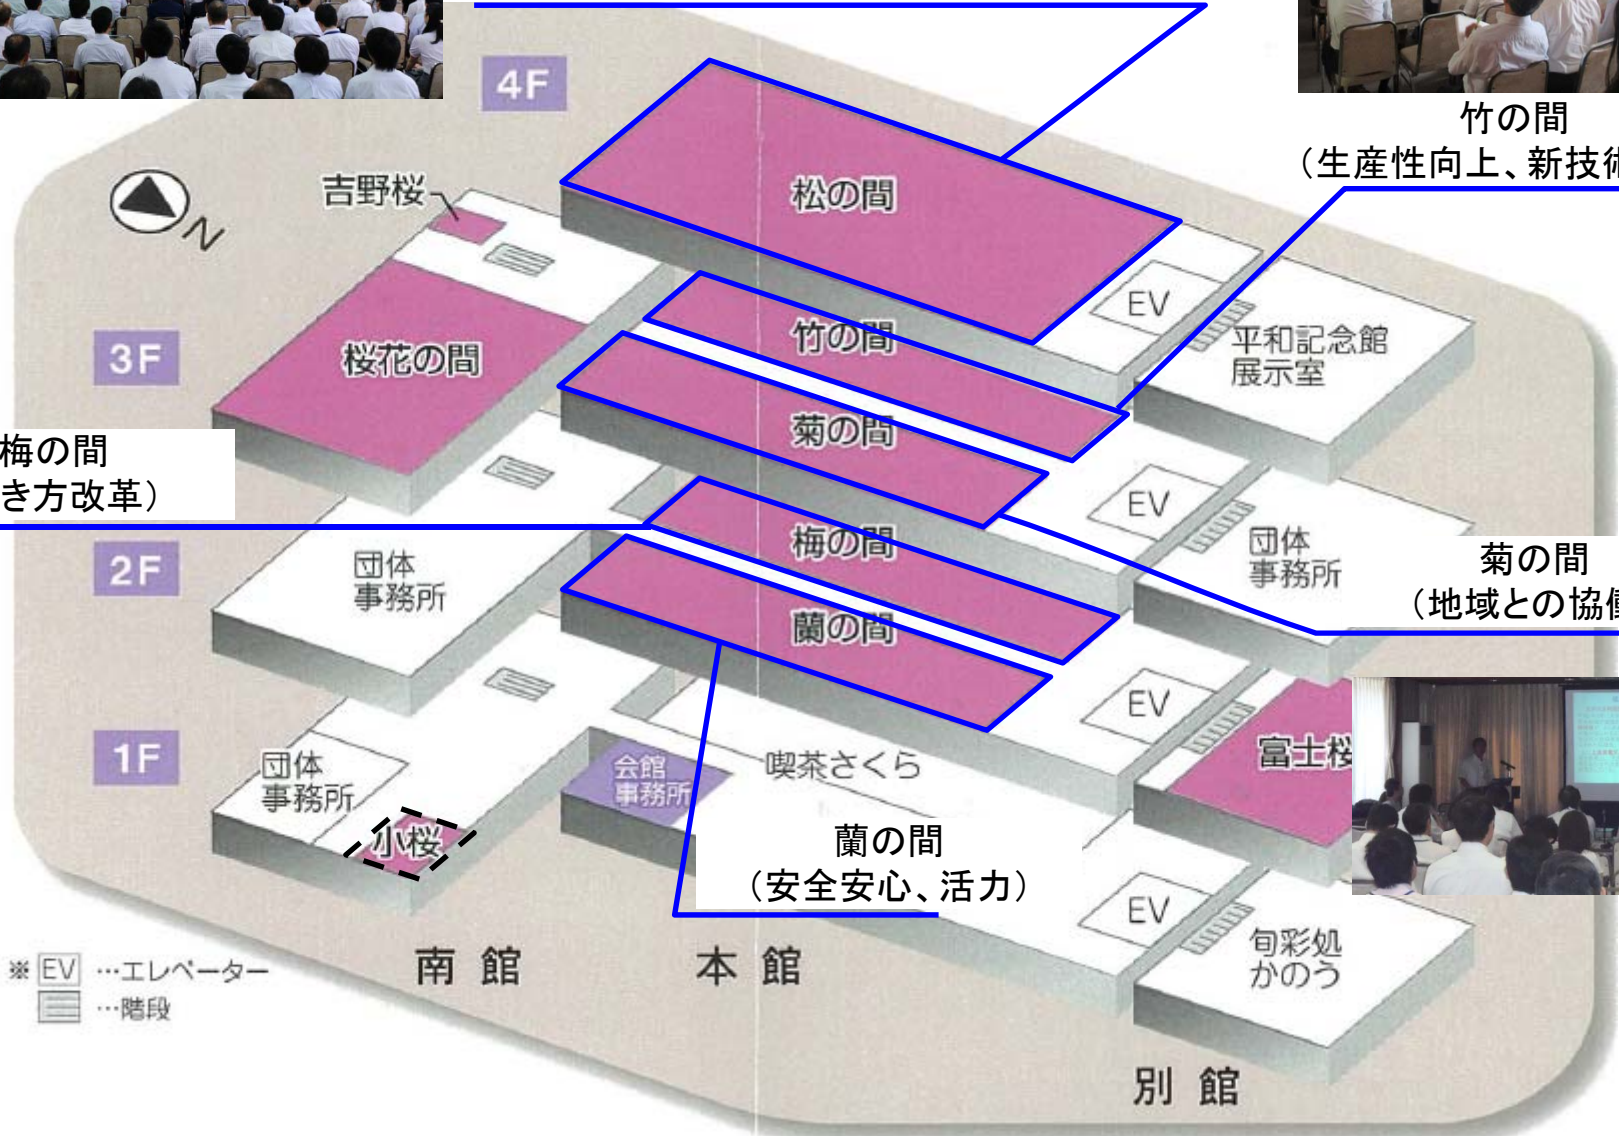 4F
竹の間
(生産性向上、新技術
吉野桜
N
松の間
EV
竹の間
平和記念館
展示室
3F
桜花の間
菊の間
梅の間
き方改革)
EV
梅の間
団体
事務所
菊の間
(地域との協働
2F
団体
事務所
蘭の間
EV
富士桜
1F
団体
事務所
会館
事務所
喫茶さくら
小桜
蘭の間
(安全安心、活力)
EV
旬彩処
かのう
南館
本館
※EV…エレベーター
…階段
別館